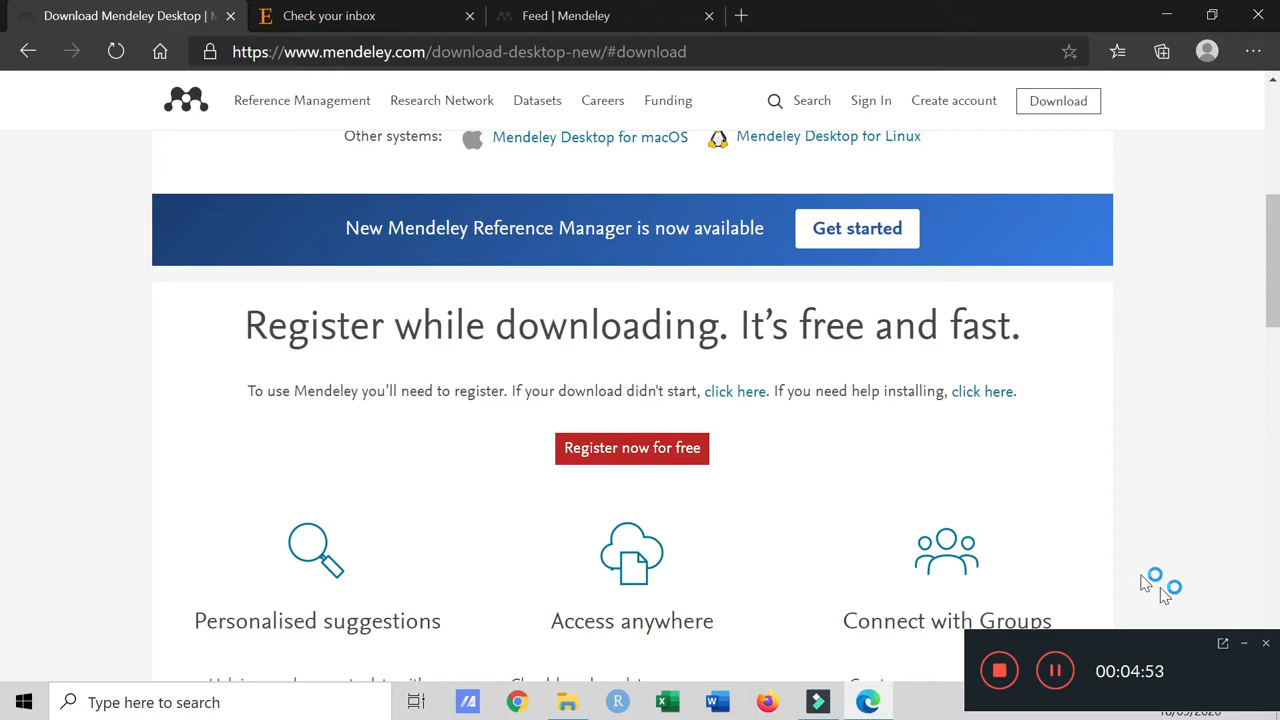 Download Mendeley Desktop |
Check your inbox
Feed | Mendeley
https://www.mendeley.com/download-desktop-new/#download
Reference Management
Research Network
Datasets
Careers
Funding
Search
Sign In
Create account
Download
Other systems:
Mendeley Desktop for macOS
Mendeley Desktop for Linux
New Mendeley Reference Manager is now available
Get started
Register while downloading. It's free and fast.
To use Mendeley you'll need to register. If your download didn't start, click here. If you need help installing, click here.
Register now for free
Personalised suggestions
Access anywhere
Connect with Groups
00:04:53
Type here to search